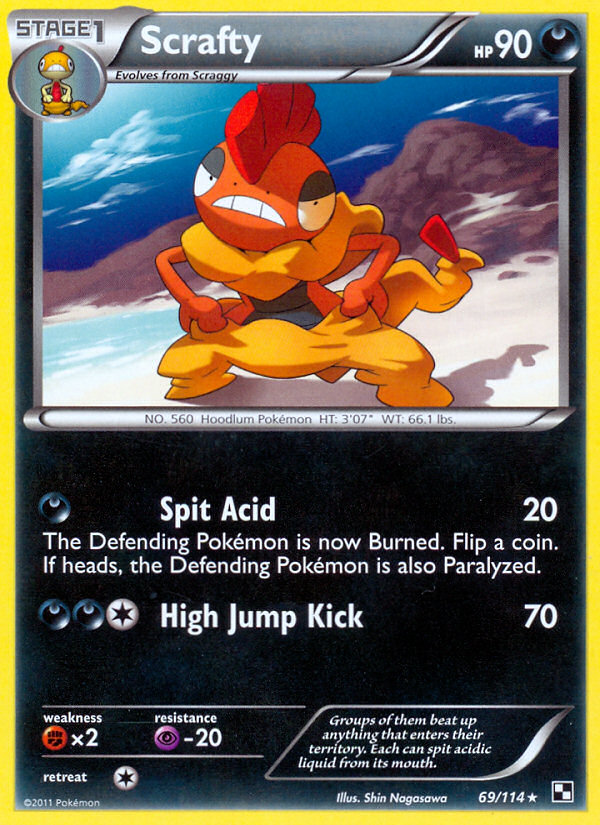 STAGE1
Scrafty
HP 90
Evolves from Scraggy
NO. 560 Hoodlum Pokémon HT: 3'07" WT: 66.1 lbs.
Spit Acid 20
The Defending Pokémon is now Burned. Flip a coin.
If heads, the Defending Pokémon is also Paralyzed.
High Jump Kick 70
weakness resistance
×2 -20
retreat
Groups of them beat up
anything that enters their
territory. Each can spit acidic
liquid from its mouth.
Illus. Shin Nagasawa 69/114★
©2011 Pokémon